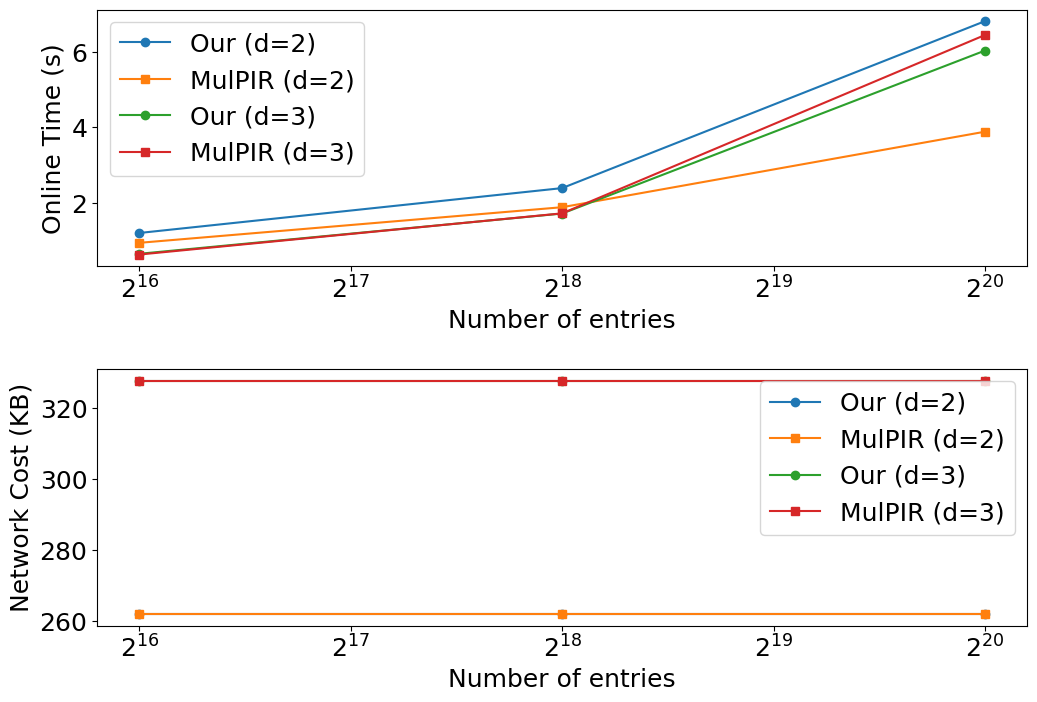 Online Time (s)
6
4
2
Our (d=2)
MulPIR (d=2)
Our (d=3)
MulPIR (d=3)
2^16 2^17 2^18 2^19 2^20
Number of entries
Network Cost (KB)
320
300
280
260
Our (d=2)
MulPIR (d=2)
Our (d=3)
MulPIR (d=3)
2^16 2^17 2^18 2^19 2^20
Number of entries